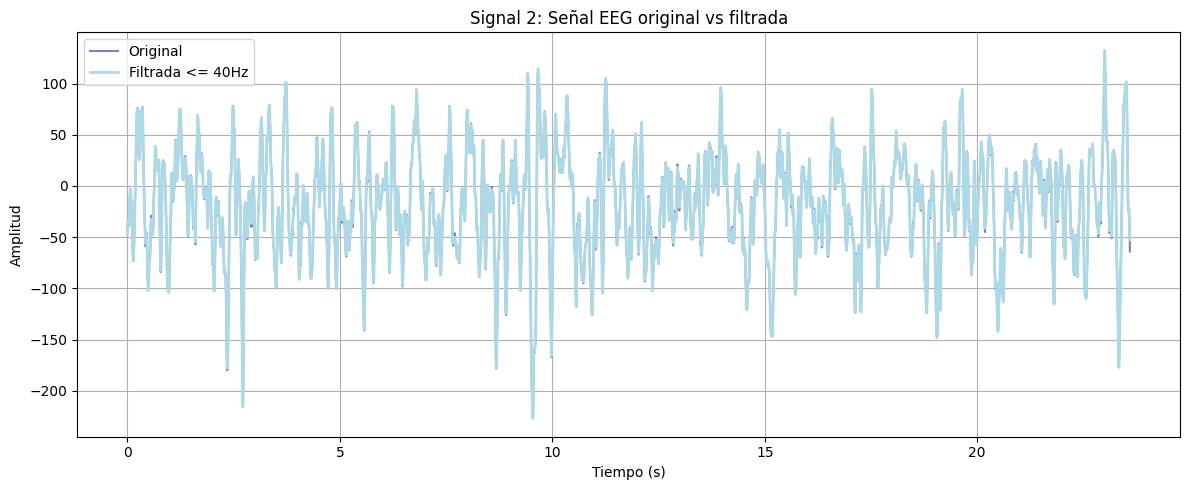 Signal 2: Señal EEG original vs filtrada
Original
Filtrada <= 40Hz
Amplitud
100
50
0
−50
−100
−150
−200
0 5 10 15 20
Tiempo (s)